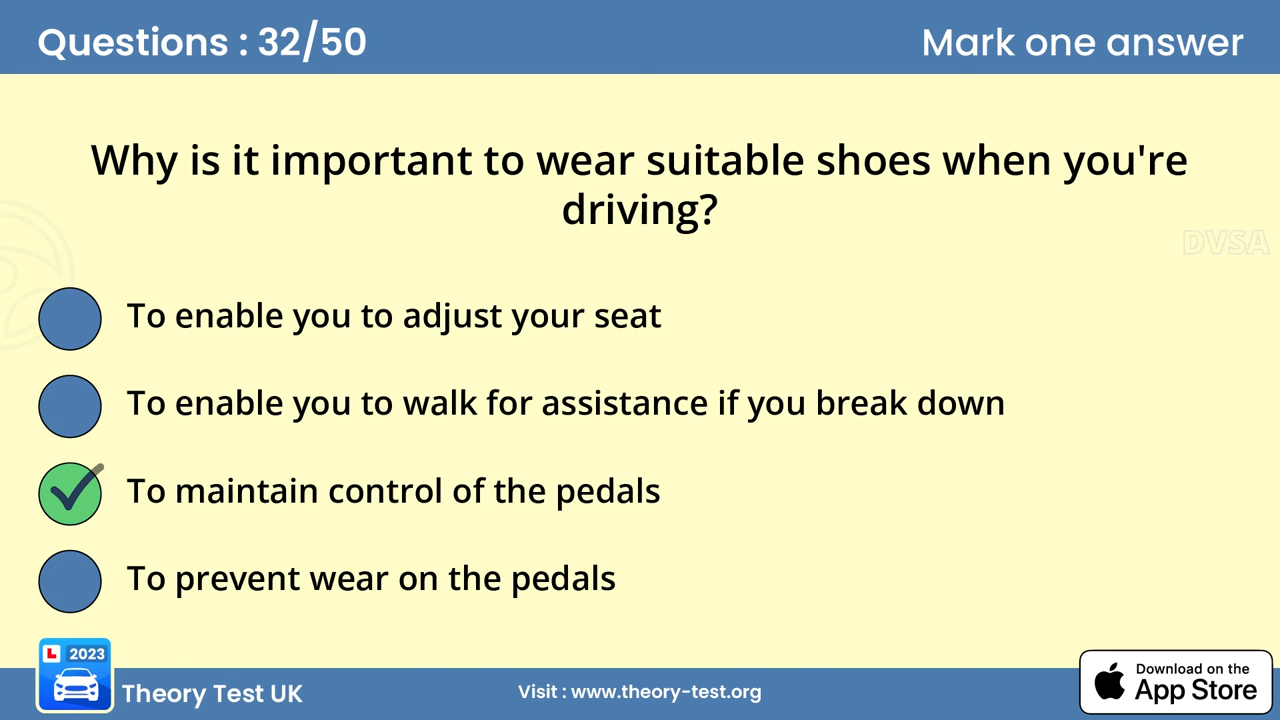 Questions : 32/50
Mark one answer
Why is it important to wear suitable shoes when you're
driving?
DVSA
To enable you to adjust your seat
To enable you to walk for assistance if you break down
To maintain control of the pedals
To prevent wear on the pedals
L 2023
Theory Test UK
Visit : www.theory-test.org
Download on the
App Store